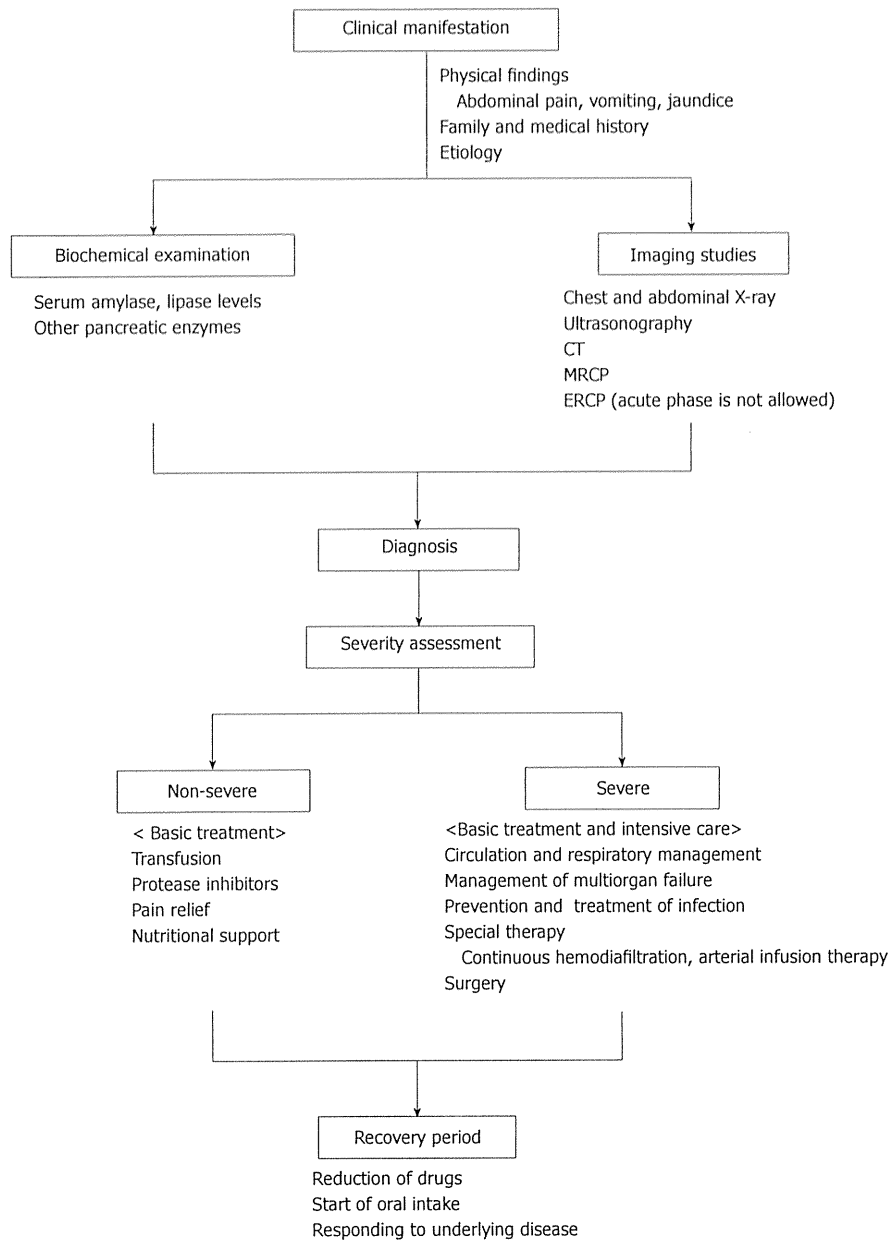 Clinical manifestation
Physical findings
Abdominal pain, vomiting, jaundice
Family and medical history
Etiology
Biochemical examination
Serum amylase, lipase levels
Other pancreatic enzymes
Imaging studies
Chest and abdominal X-ray
Ultrasonography
CT
MRCP
ERCP (acute phase is not allowed)
Diagnosis
Severity assessment
Non-severe
< Basic treatment>
Transfusion
Protease inhibitors
Pain relief
Nutritional support
Severe
<Basic treatment and intensive care>
Circulation and respiratory management
Management of multiorgan failure
Prevention and  treatment of infection
Special therapy
Continuous hemodiafiltration, arterial infusion therapy
Surgery
Recovery period
Reduction of drugs
Start of oral intake
Responding to underlying disease